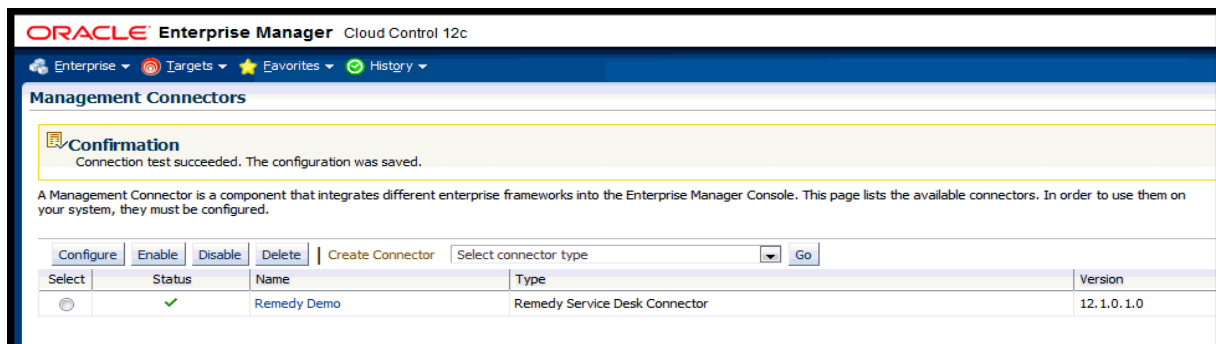 ORACLE Enterprise Manager Cloud Control 12c
Enterprise Targets Favorites History
Management Connectors
Confirmation
Connection test succeeded. The configuration was saved.
A Management Connector is a component that integrates different enterprise frameworks into the Enterprise Manager Console. This page lists the available connectors. In order to use them on
your system, they must be configured.
Configure Enable Disable Delete Create Connector Select connector type Go
Select Status Name Type Version
Remedy Demo Remedy Service Desk Connector 12.1.0.1.0